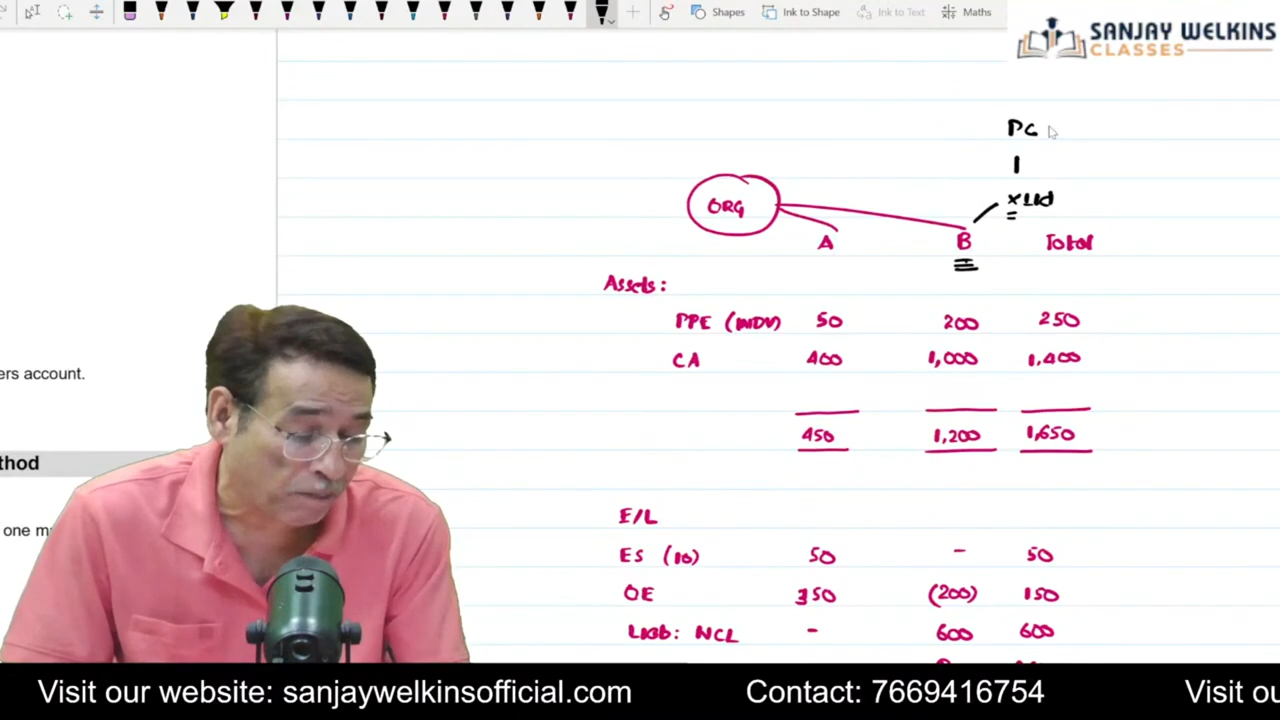 Shapes Ink to Shape Ink to Text Maths
SANJAY WELKINS
CLASSES
PC
x Ltd
ORG
A B Total
Assets:
PPE (WDV) 50 200 250
CA 400 1,000 1,400
450 1,200 1,650
ers account.
thod
one m
E/L
ES (10) 50 - 50
OE 350 (200) 150
Liab: NCL - 600 600
Visit our website: sanjaywelkinsofficial.com Contact: 7669416754 Visit ou